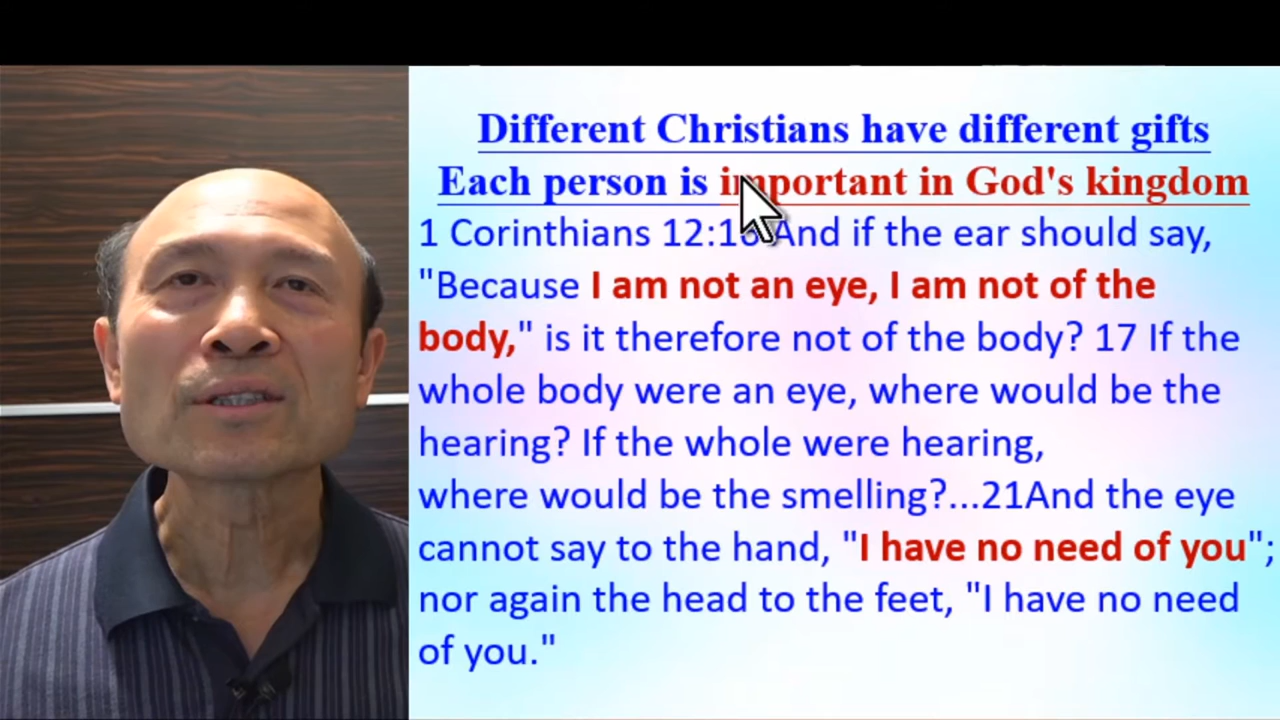 Different Christians have different gifts
Each person is important in God's kingdom
1 Corinthians 12:16 And if the ear should say,
"Because I am not an eye, I am not of the
body," is it therefore not of the body? 17 If the
whole body were an eye, where would be the
hearing? If the whole were hearing,
where would be the smelling?...21And the eye
cannot say to the hand, "I have no need of you";
nor again the head to the feet, "I have no need
of you."